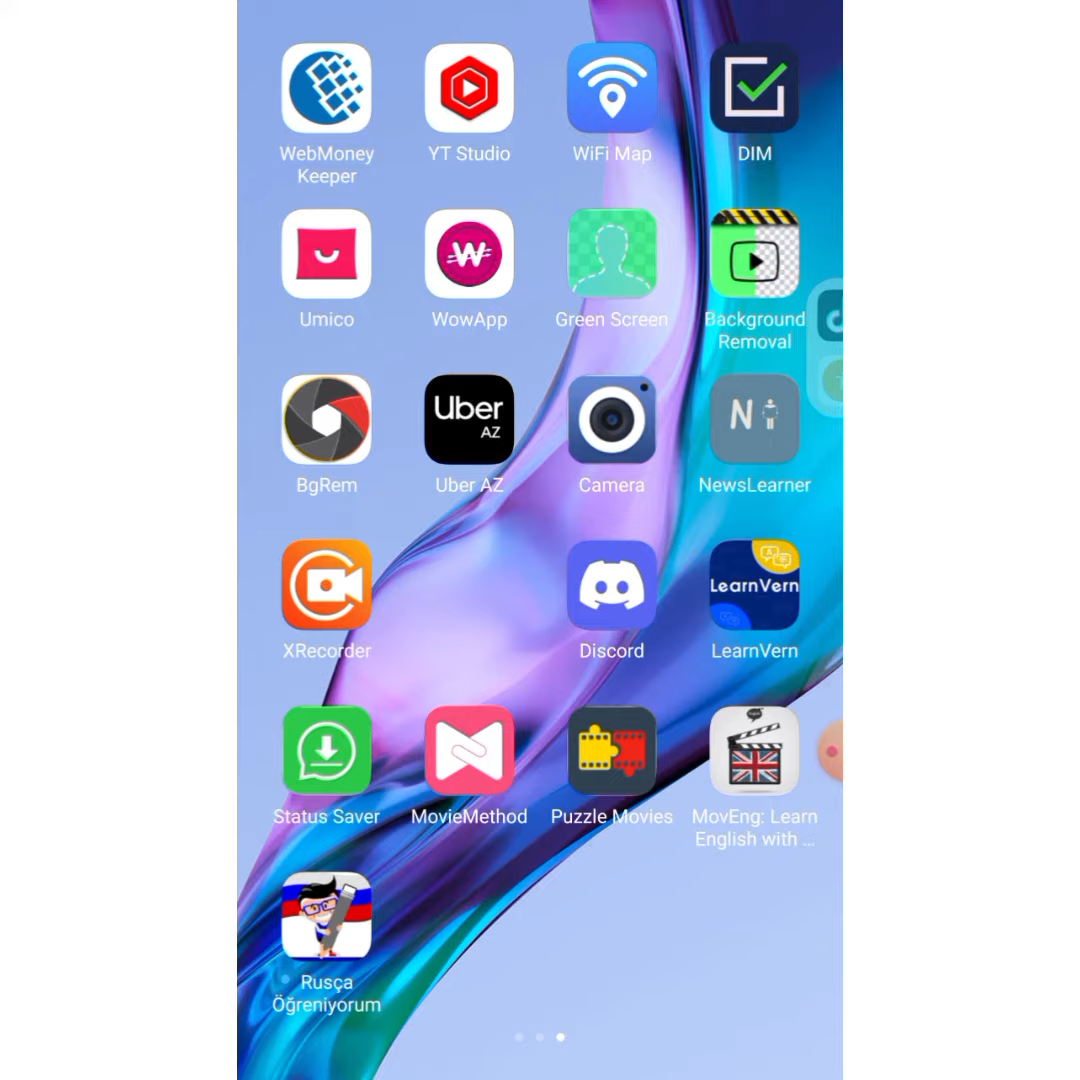 WebMoney
Keeper
YT Studio
WiFi Map
DIM
Umico
W
WowApp
Green Screen
Background
Removal
BgRem
Uber
AZ
Uber AZ
Camera
N
NewsLearner
XRecorder
Discord
LearnVern
LearnVern
Status Saver
MovieMethod
Puzzle Movies
MovEng: Learn
English with ...
Rusça
Öğreniyorum